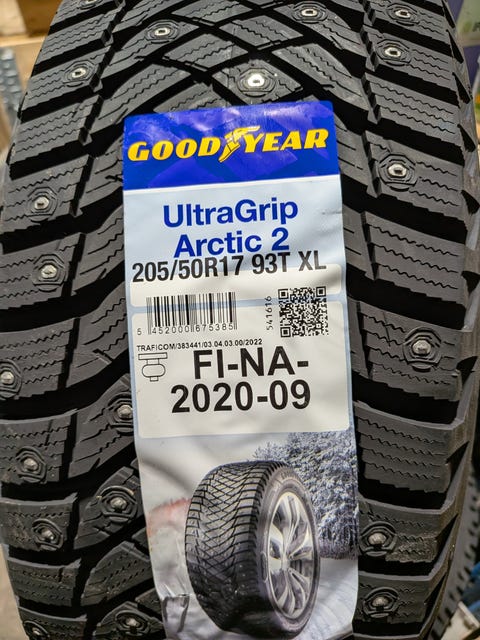 GOODYEAR
UltraGrip
Arctic 2
205/50R17 93T XL
5 452000 675385
541616
TRAFICOM/383441/03.04.03.00/2022
FI-NA-
2020-09